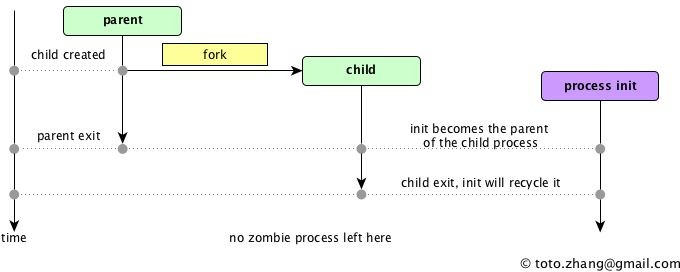 parent
child created
fork
child
process init
parent exit
init becomes the parent
of the child process
child exit, init will recycle it
time
no zombie process left here
© toto.zhang@gmail.com